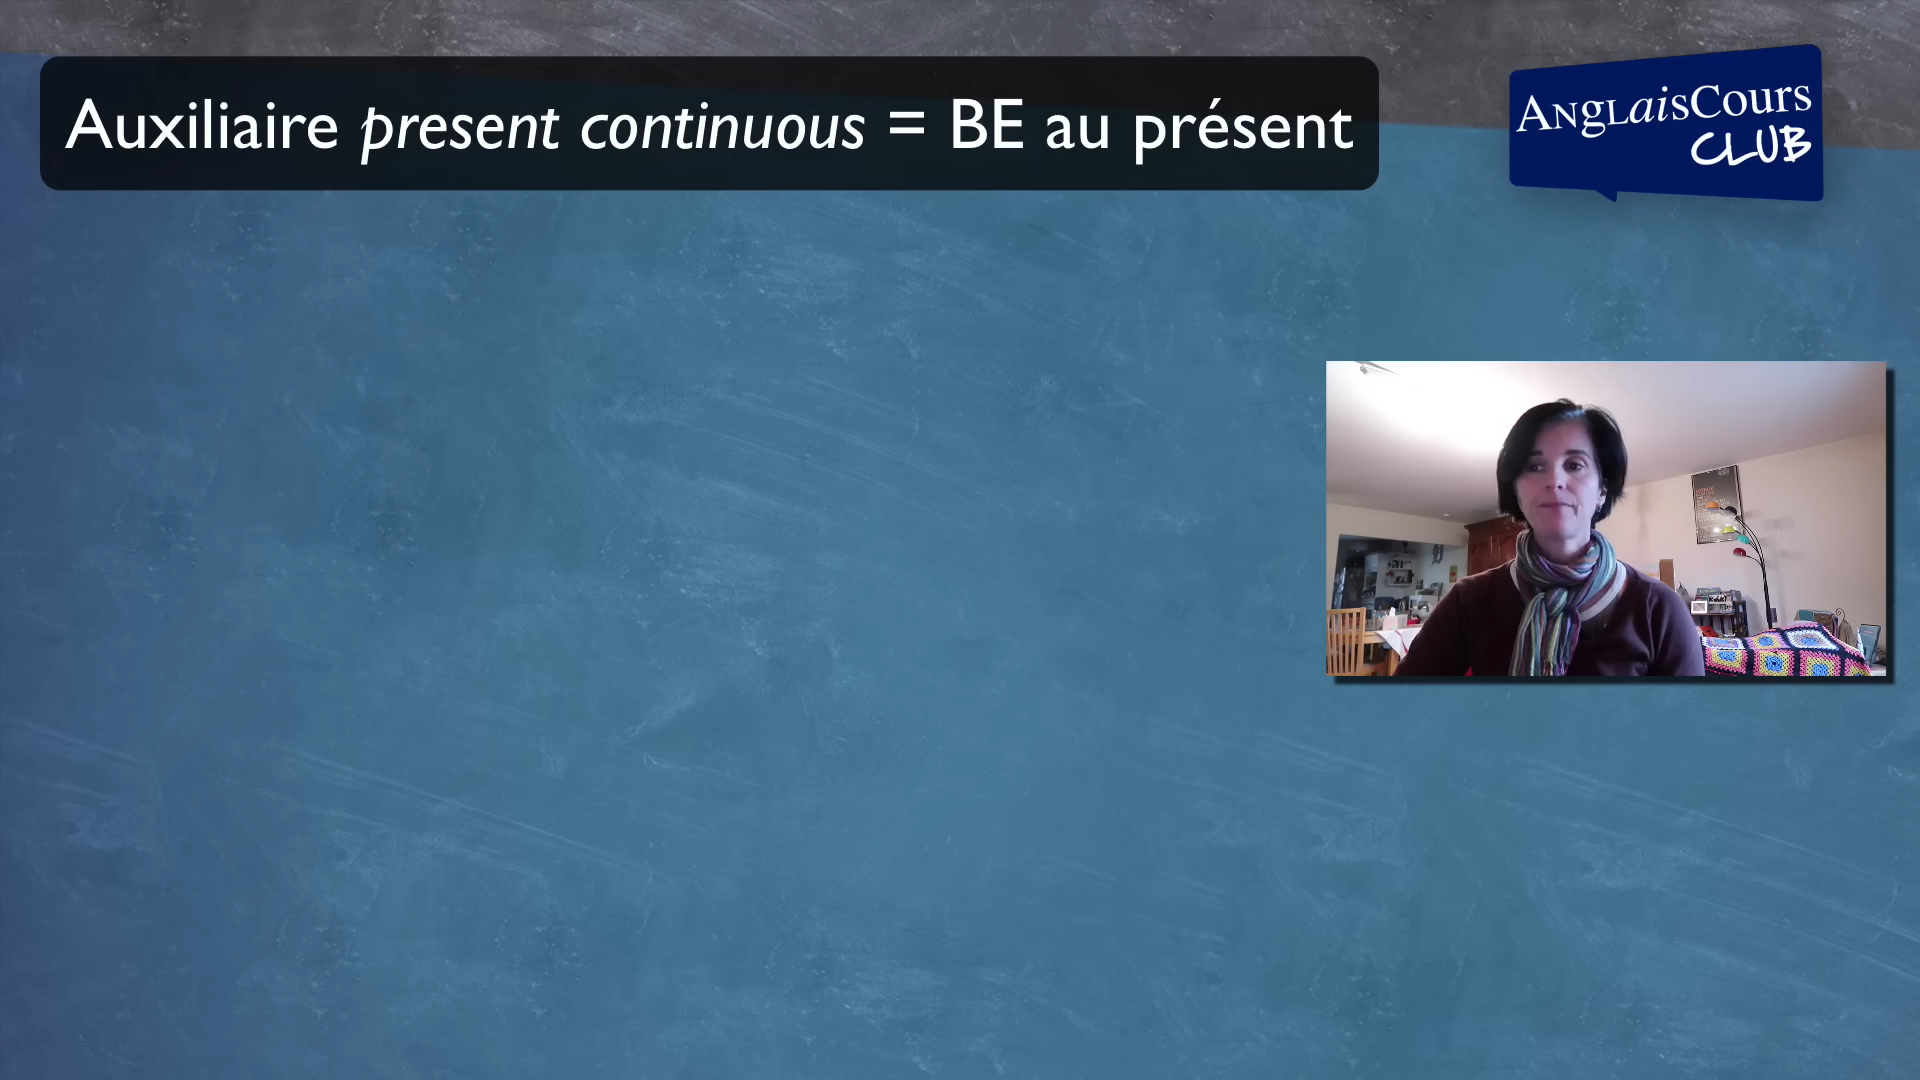 Auxiliaire present continuous = BE au présent
AnglaisCours
CLUB